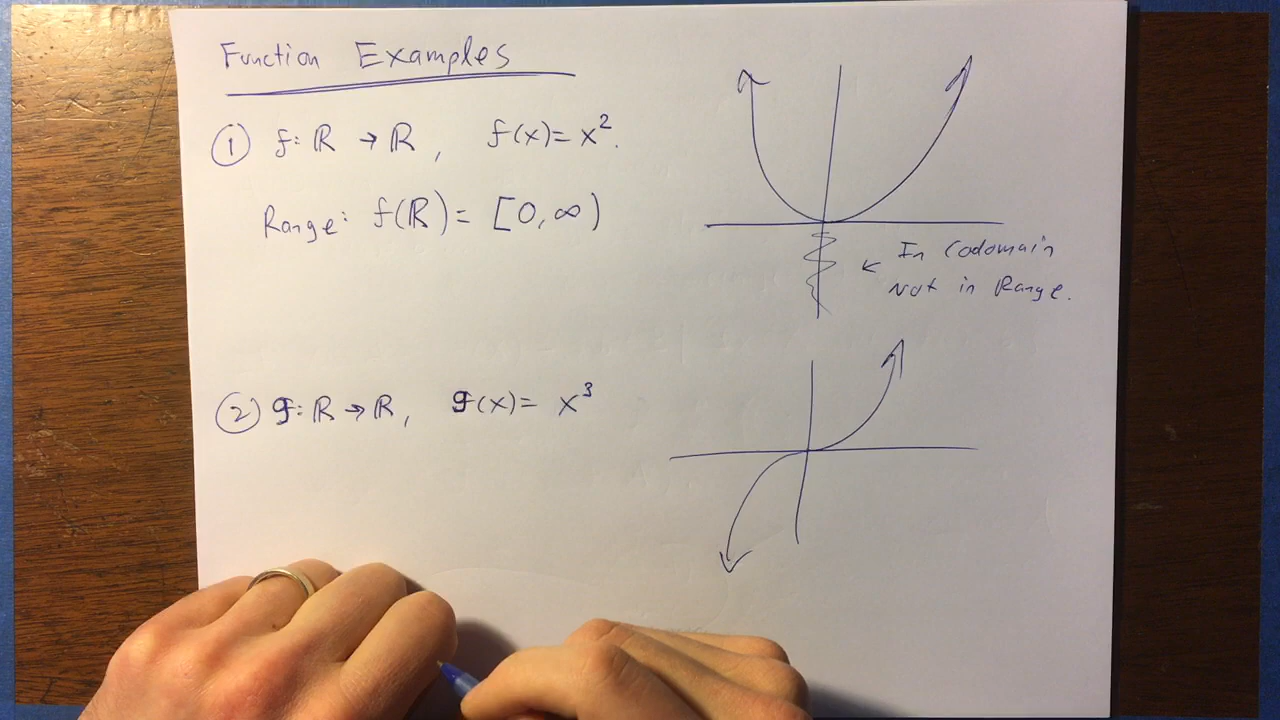 Function Examples
① f: ℝ → ℝ, f(x) = x².
Range: f(ℝ) = [0, ∞)
← In Codomain
Not in Range.
② g: ℝ → ℝ, g(x) = x³